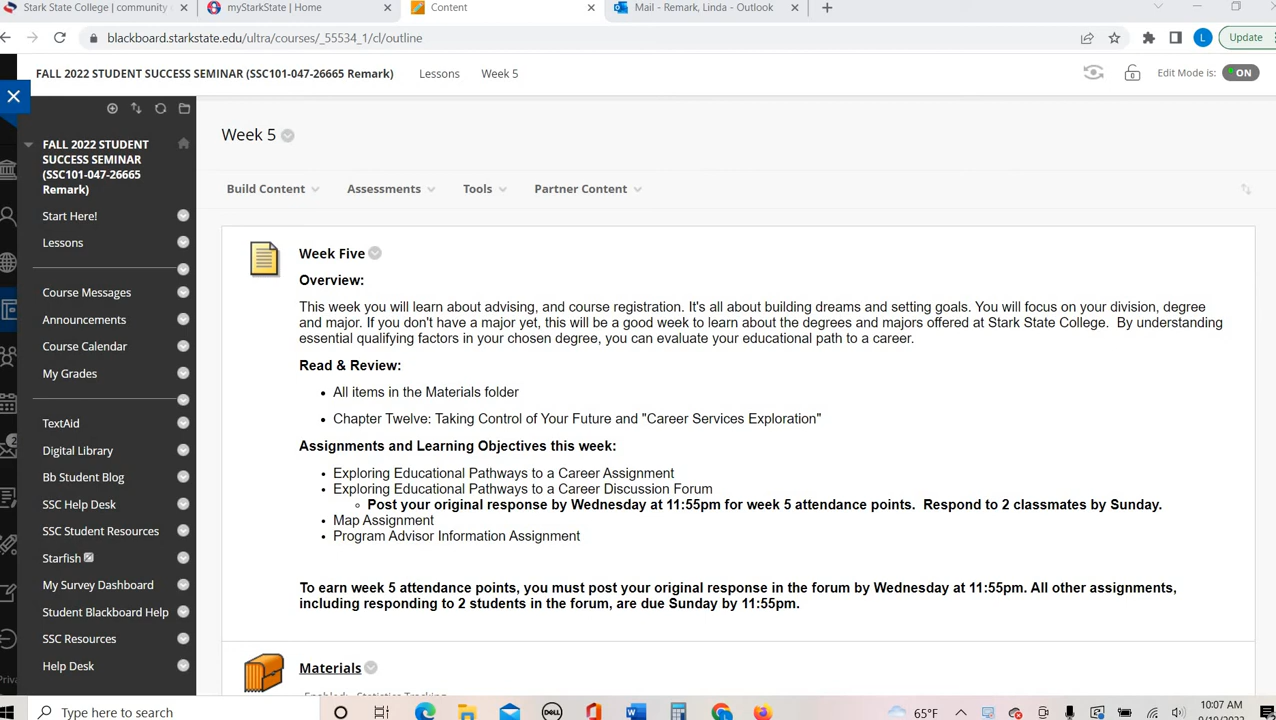 Stark State College | community
myStarkState | Home
Content
Mail - Remark, Linda - Outlook
blackboard.starkstate.edu/ultra/courses/_55534_1/cl/outline
L
Update
FALL 2022 STUDENT SUCCESS SEMINAR (SSC101-047-26665 Remark)
Lessons
Week 5
Edit Mode is:
ON
FALL 2022 STUDENT
SUCCESS SEMINAR
(SSC101-047-26665
Remark)
Start Here!
Lessons
Course Messages
Announcements
Course Calendar
My Grades
TextAid
Digital Library
Bb Student Blog
SSC Help Desk
SSC Student Resources
Starfish
My Survey Dashboard
Student Blackboard Help
SSC Resources
Help Desk
Priva
Week 5
Build Content
Assessments
Tools
Partner Content
Week Five
Overview:
This week you will learn about advising, and course registration. It's all about building dreams and setting goals. You will focus on your division, degree
and major. If you don't have a major yet, this will be a good week to learn about the degrees and majors offered at Stark State College. By understanding
essential qualifying factors in your chosen degree, you can evaluate your educational path to a career.
Read & Review:
• All items in the Materials folder
• Chapter Twelve: Taking Control of Your Future and "Career Services Exploration"
Assignments and Learning Objectives this week:
• Exploring Educational Pathways to a Career Assignment
• Exploring Educational Pathways to a Career Discussion Forum
◦ Post your original response by Wednesday at 11:55pm for week 5 attendance points. Respond to 2 classmates by Sunday.
• Map Assignment
• Program Advisor Information Assignment
To earn week 5 attendance points, you must post your original response in the forum by Wednesday at 11:55pm. All other assignments,
including responding to 2 students in the forum, are due Sunday by 11:55pm.
Materials
Enabled: Statistics Tracking
Type here to search
DELL
65°F
10:07 AM